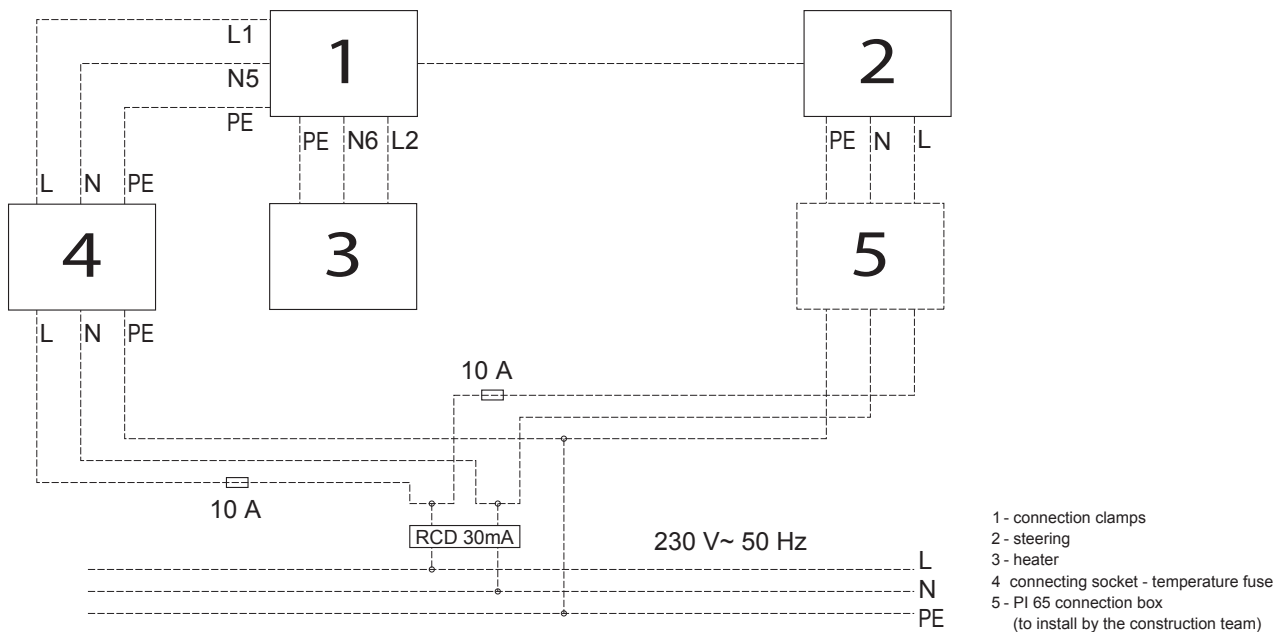 L1
1
2
N5
PE
PE N6 L2
PE N L
L N PE
4
3
5
L N PE
10 A
10 A
RCD 30mA
230 V~ 50 Hz
L
N
PE
1 - connection clamps
2 - steering
3 - heater
4 connecting socket - temperature fuse
5 - PI 65 connection box
(to install by the construction team)